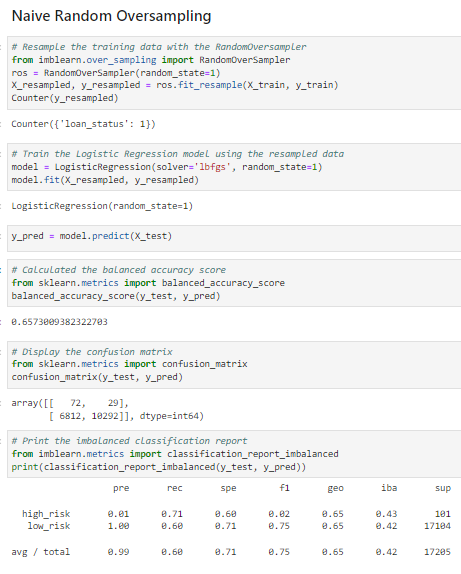 Naive Random Oversampling
# Resample the training data with the RandomOversampler
from imblearn.over_sampling import RandomOverSampler
ros = RandomOverSampler(random_state=1)
X_resampled, y_resampled = ros.fit_resample(X_train, y_train)
Counter(y_resampled)
Counter({'loan_status': 1})
# Train the Logistic Regression model using the resampled data
model = LogisticRegression(solver='lbfgs', random_state=1)
model.fit(X_resampled, y_resampled)
LogisticRegression(random_state=1)
y_pred = model.predict(X_test)
# Calculated the balanced accuracy score
from sklearn.metrics import balanced_accuracy_score
balanced_accuracy_score(y_test, y_pred)
0.6573009382322703
# Display the confusion matrix
from sklearn.metrics import confusion_matrix
confusion_matrix(y_test, y_pred)
array([[   72,    29],
       [ 6812, 10292]], dtype=int64)
# Print the imbalanced classification report
from imblearn.metrics import classification_report_imbalanced
print(classification_report_imbalanced(y_test, y_pred))
pre rec spe f1 geo iba sup
high_risk 0.01 0.71 0.60 0.02 0.65 0.43 101
low_risk 1.00 0.60 0.71 0.75 0.65 0.42 17104
avg / total 0.99 0.60 0.71 0.75 0.65 0.42 17205